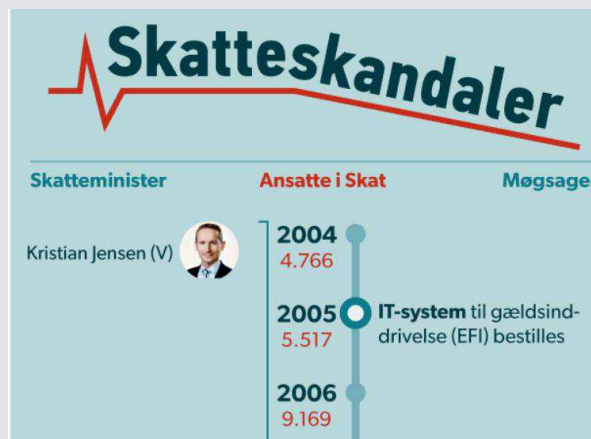 Skatteskandaler
Skatteminister
Ansatte i Skat
Møgsage
Kristian Jensen (V)
2004
4.766
2005
5.517
IT-system til gældsind-
drivelse (EFI) bestilles
2006
9.169